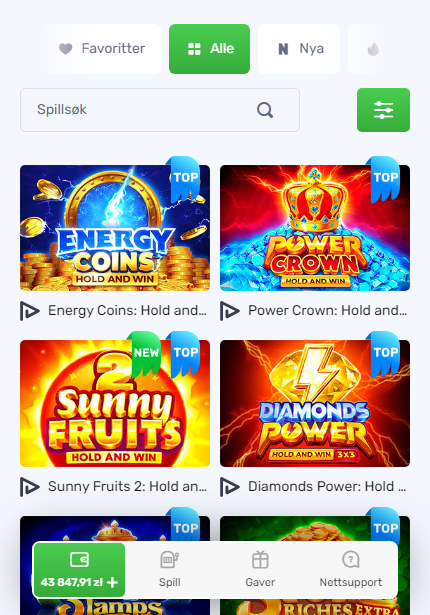 Favoritter
Alle
Nya
Spillsøk
TOP
ENERGY
COINS
HOLD AND WIN
TOP
POWER
CROWN
HOLD AND WIN
Energy Coins: Hold and...
Power Crown: Hold and...
NEW
TOP
2
Sunny
FRUITS
HOLD AND WIN
TOP
DIAMONDS
POWER
HOLD AND WIN 3X3
Sunny Fruits 2: Hold an...
Diamonds Power: Hold ...
TOP
TOP
43 847,91 zł +
Spill
Gaver
Nettsupport
RICHES EXTRA